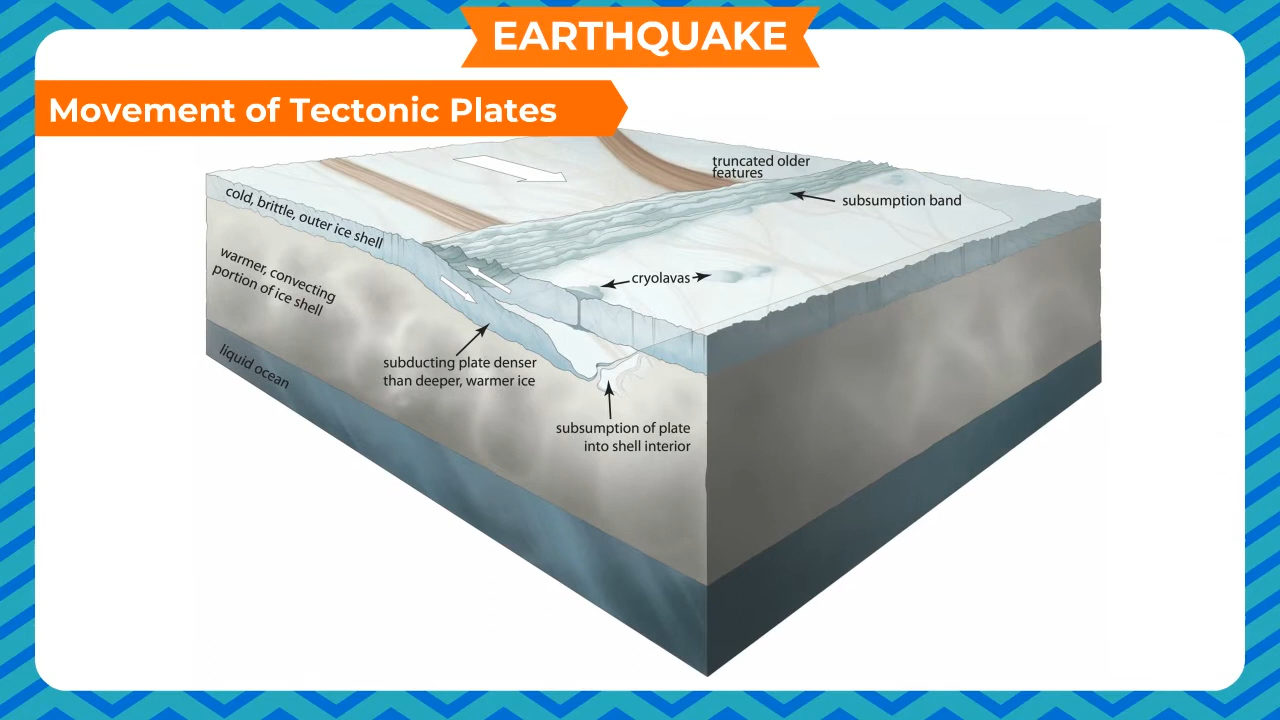 EARTHQUAKE
Movement of Tectonic Plates
truncated older
features
subsumption band
cold, brittle, outer ice shell
warmer, convecting
portion of ice shell
cryolavas
liquid ocean
subducting plate denser
than deeper, warmer ice
subsumption of plate
into shell interior